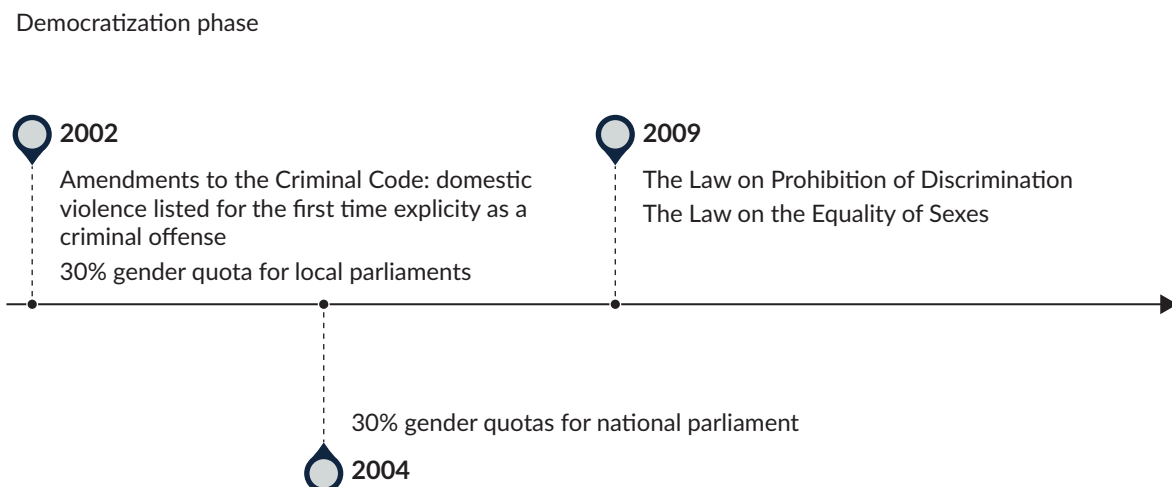 Democratization phase
2002
Amendments to the Criminal Code: domestic
violence listed for the first time explicity as a
criminal offense
30% gender quota for local parliaments
2009
The Law on Prohibition of Discrimination
The Law on the Equality of Sexes
30% gender quotas for national parliament
2004